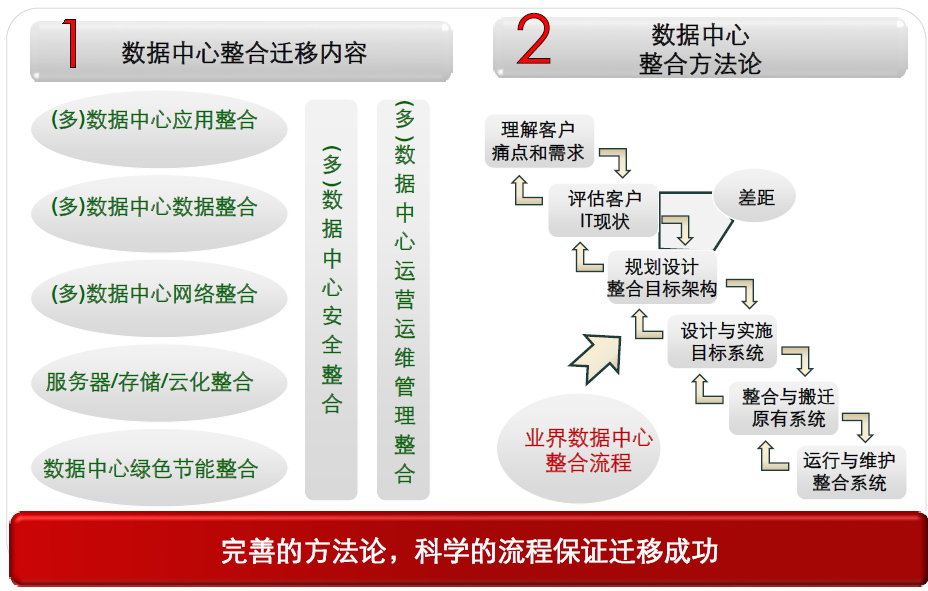 1
数据中心整合迁移内容
(多)数据中心应用整合
(多)数据中心数据整合
(多)数据中心网络整合
服务器/存储/云化整合
数据中心绿色节能整合
(多)数据中心安全整合
(多)数据中心运营运维管理整合
2
数据中心
整合方法论
理解客户
痛点和需求
评估客户
IT现状
差距
规划设计
整合目标架构
设计与实施
目标系统
整合与搬迁
原有系统
运行与维护
整合系统
业界数据中心
整合流程
完善的方法论，科学的流程保证迁移成功